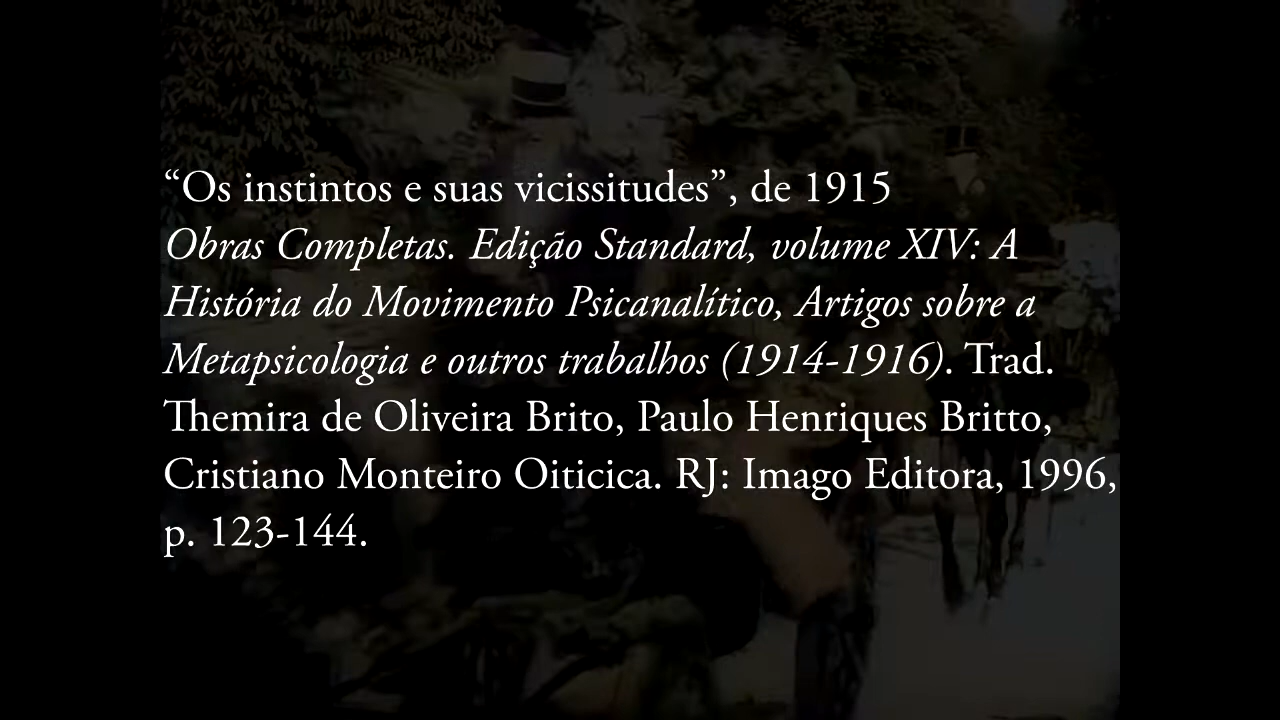 “Os instintos e suas vicissitudes”, de 1915
Obras Completas. Edição Standard, volume XIV: A
História do Movimento Psicanalítico, Artigos sobre a
Metapsicologia e outros trabalhos (1914-1916). Trad.
Themira de Oliveira Brito, Paulo Henriques Britto,
Cristiano Monteiro Oiticica. RJ: Imago Editora, 1996,
p. 123-144.